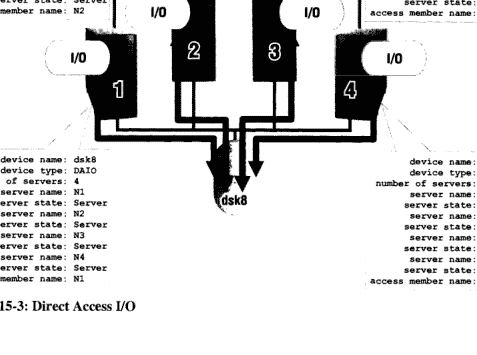 server state: Server
member name: N2
server state:
access member name:
I/O
I/O
I/O
I/O
2
3
1
4
dsk8
device name: dsk8
device type: DAIO
of servers: 4
server name: N1
erver state: Server
server name: N2
erver state: Server
server name: N3
erver state: Server
server name: N4
erver state: Server
member name: N1
device name:
device type:
number of servers:
server name:
server state:
server name:
server state:
server name:
server state:
server name:
server state:
access member name:
15-3: Direct Access I/O